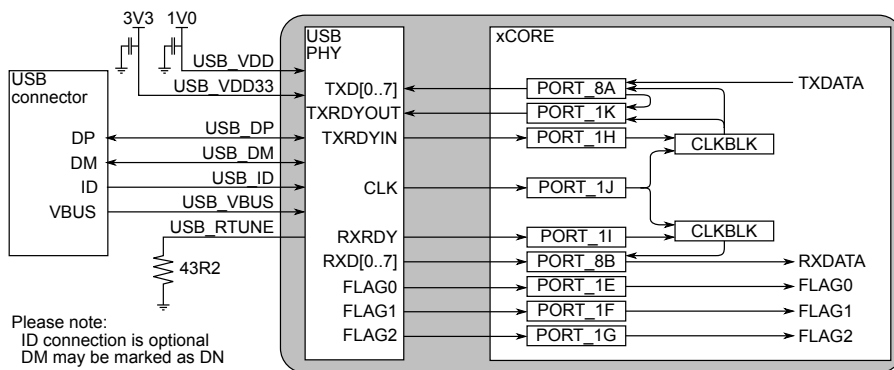 3V3
1V0
USB
PHY
xCORE
USB_VDD
USB_VDD33
USB
connector
TXD[0..7]
PORT_8A
TXDATA
TXRDYOUT
PORT_1K
DP
USB_DP
TXRDYIN
PORT_1H
CLKBLK
DM
USB_DM
ID
USB_ID
CLK
PORT_1J
VBUS
USB_VBUS
USB_RTUNE
RXRDY
PORT_1I
CLKBLK
43R2
RXD[0..7]
PORT_8B
RXDATA
FLAG0
PORT_1E
FLAG0
FLAG1
PORT_1F
FLAG1
FLAG2
PORT_1G
FLAG2
Please note:
ID connection is optional
DM may be marked as DN